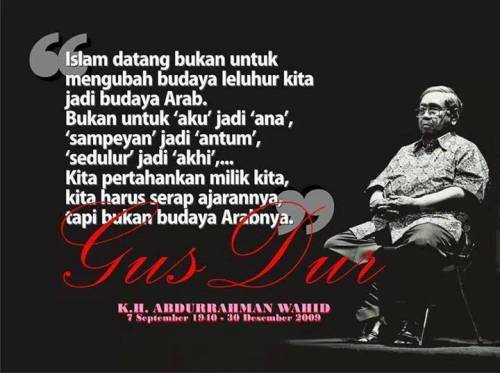 “
Islam datang bukan untuk
mengubah budaya leluhur kita
jadi budaya Arab.
Bukan untuk ‘aku’ jadi ‘ana’,
‘sampeyan’ jadi ‘antum’,
‘sedulur’ jadi ‘akhi’,...
Kita pertahankan milik kita,
kita harus serap ajarannya,
tapi bukan budaya Arabnya.
”
Gus Dur
K.H. ABDURRAHMAN WAHID
7 September 1940 - 30 Desember 2009